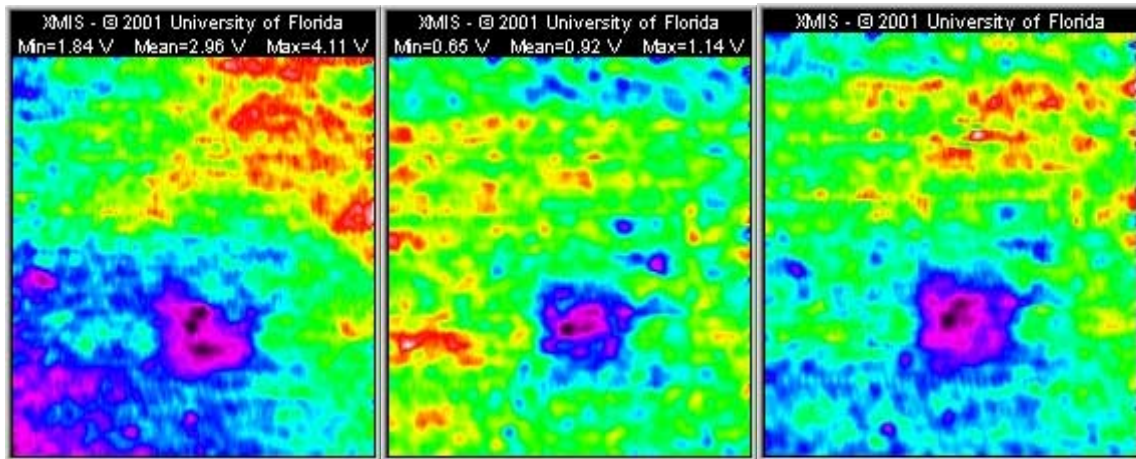 XMIS - © 2001 University of Florida
Min=1.84 V Mean=2.96 V Max=4.11 V
XMIS - © 2001 University of Florida
Min=0.65 V Mean=0.92 V Max=1.14 V
XMIS - © 2001 University of Florida